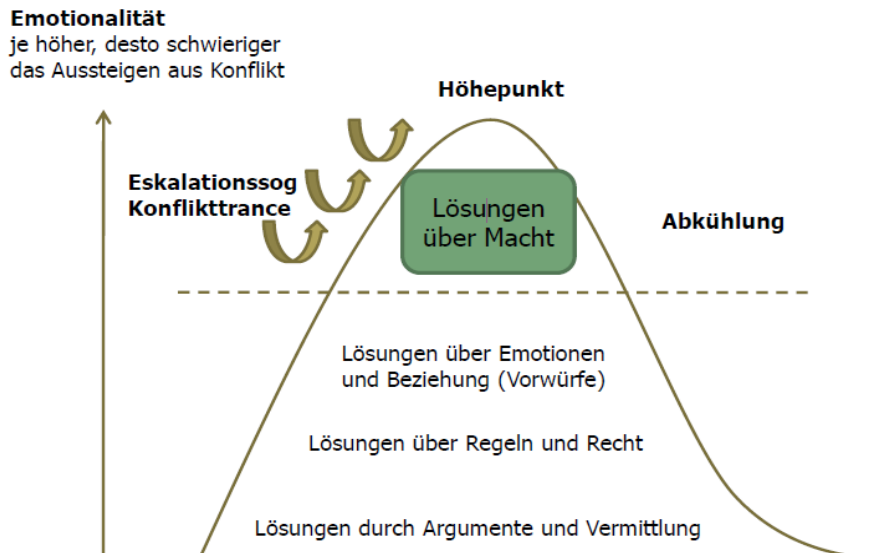 Emotionalität
je höher, desto schwieriger
das Aussteigen aus Konflikt
Höhepunkt
Eskalationssog
Konflikttrance
Lösungen
über Macht
Abkühlung
Lösungen über Emotionen
und Beziehung (Vorwürfe)
Lösungen über Regeln und Recht
Lösungen durch Argumente und Vermittlung